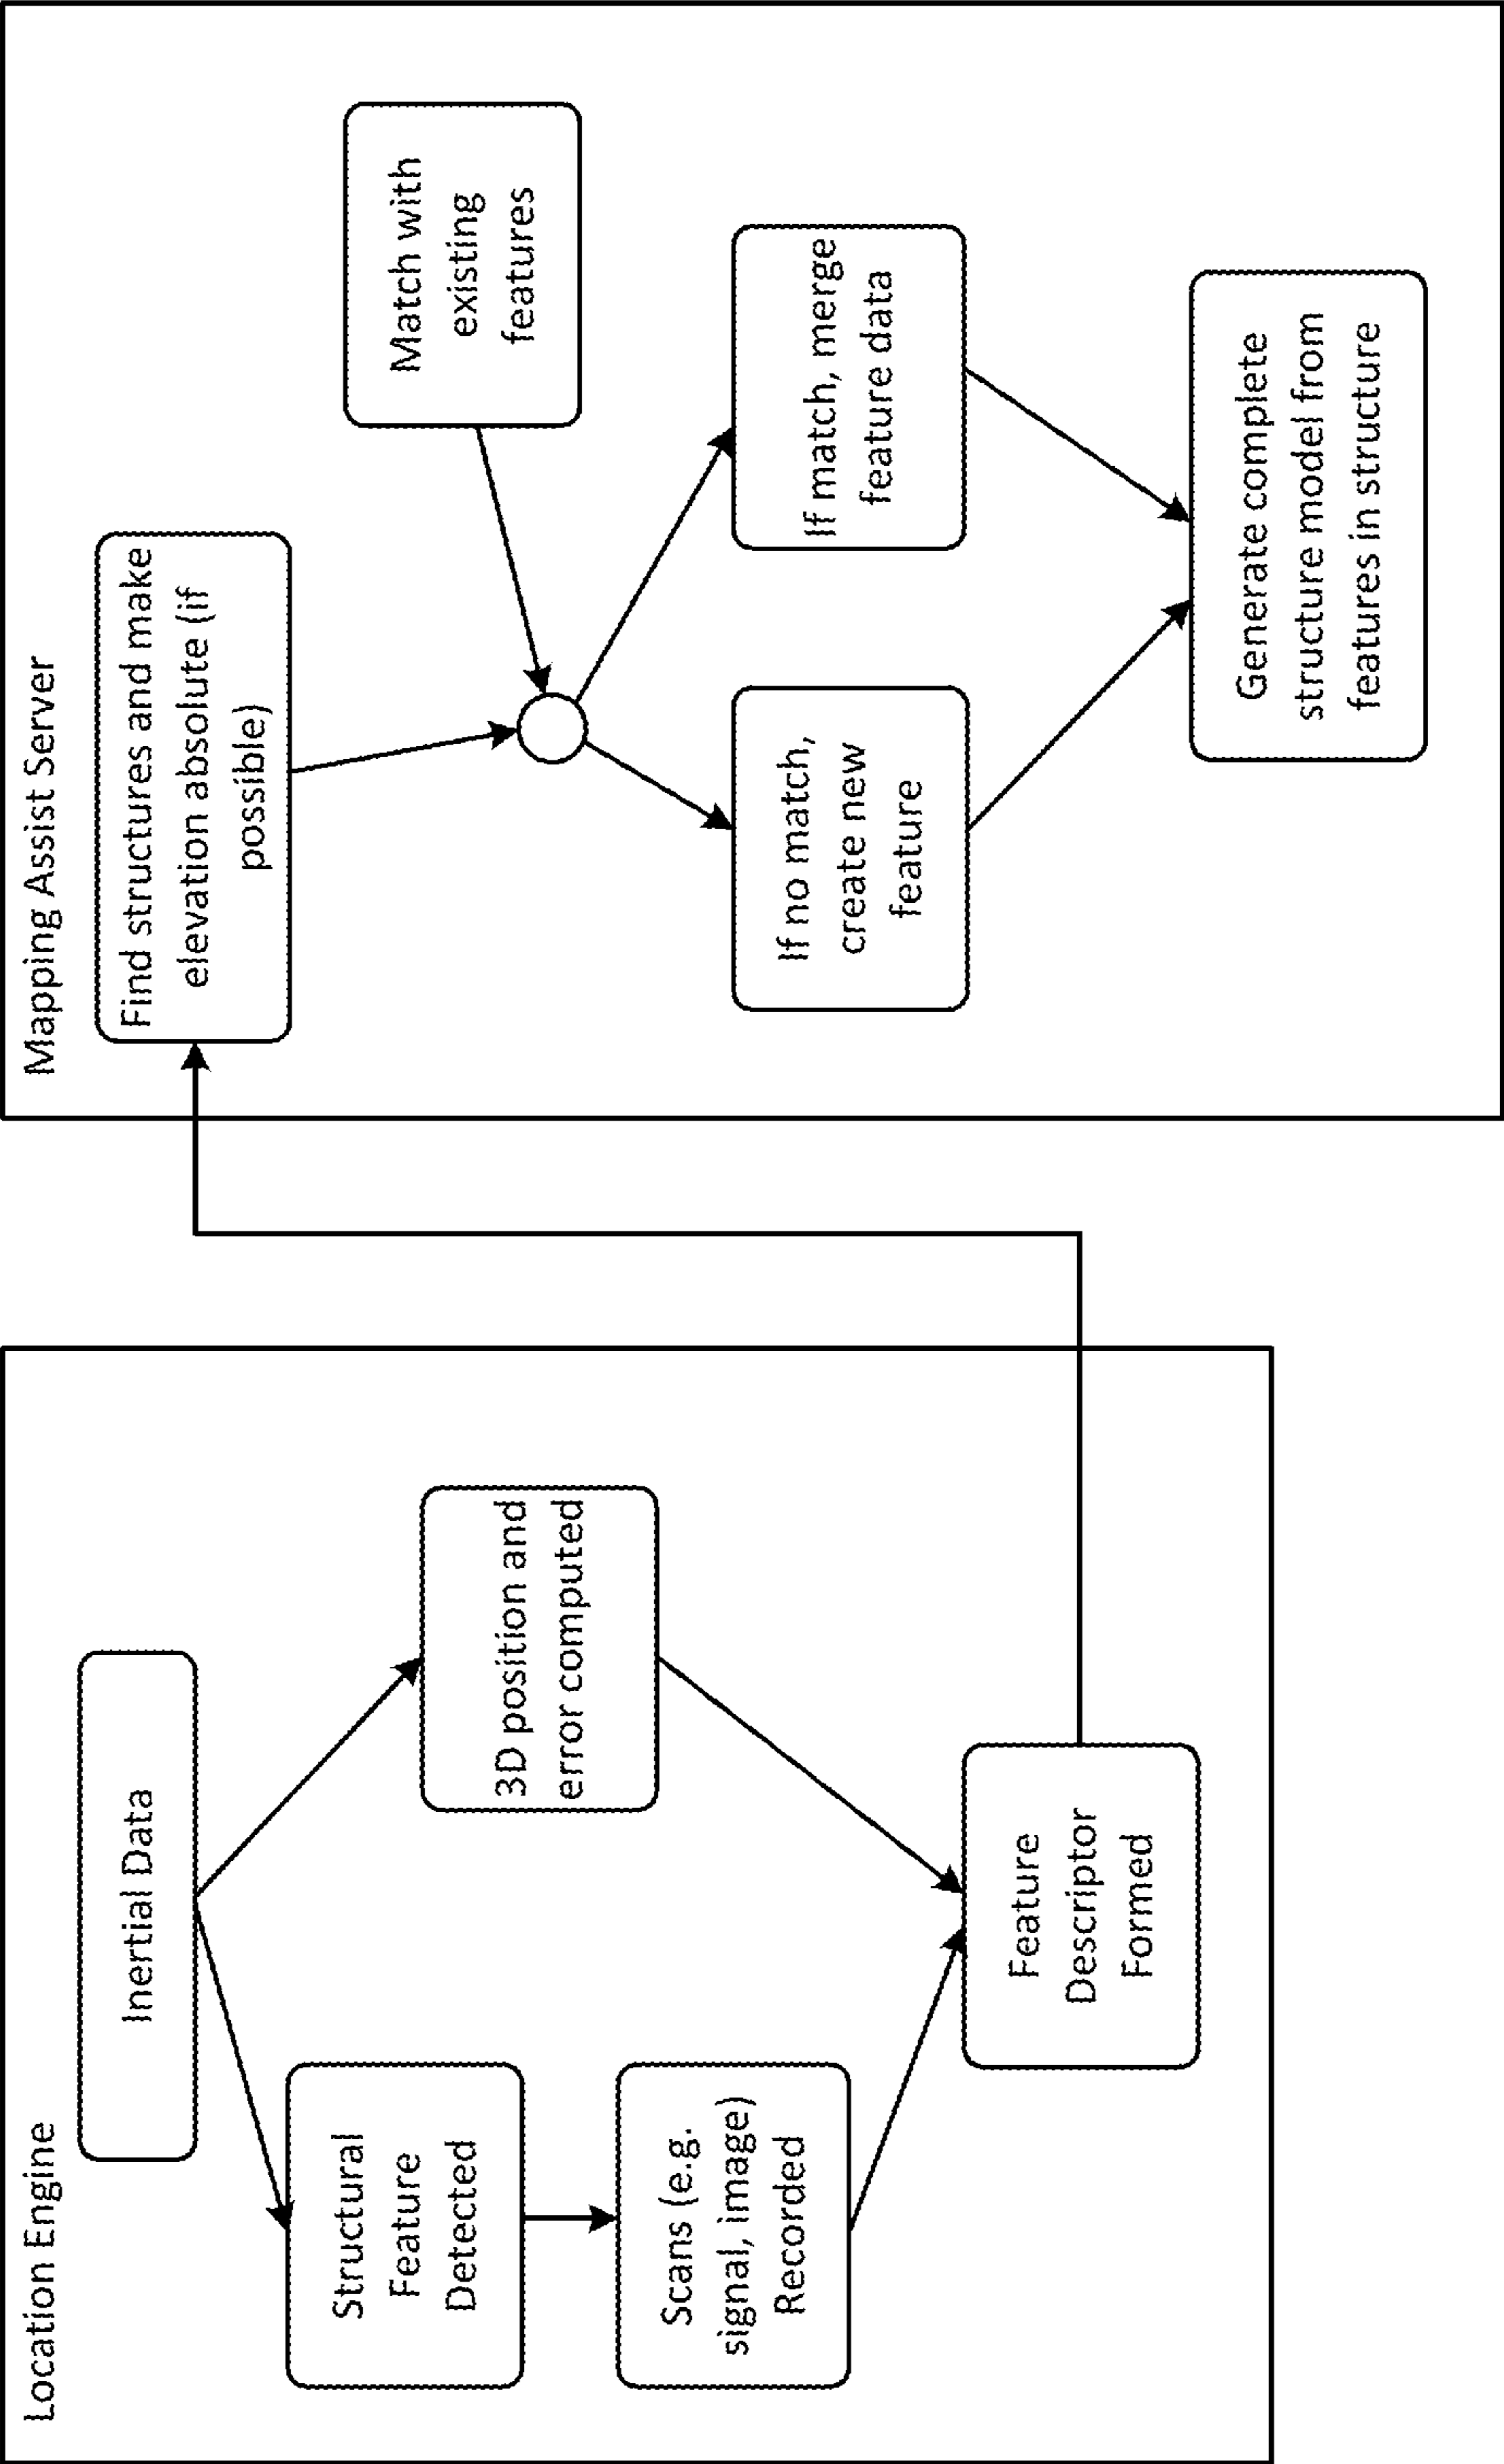 Location Engine
Inertial Data
Structural
Feature
Detected
3D position and
error computed
Scans (e.g.
signal, image)
Recorded
Feature
Descriptor
Formed
Mapping Assist Server
Find structures and make
elevation absolute (if
possible)
Match with
existing
features
If no match,
create new
feature
If match, merge
feature data
Generate complete
structure model from
features in structure